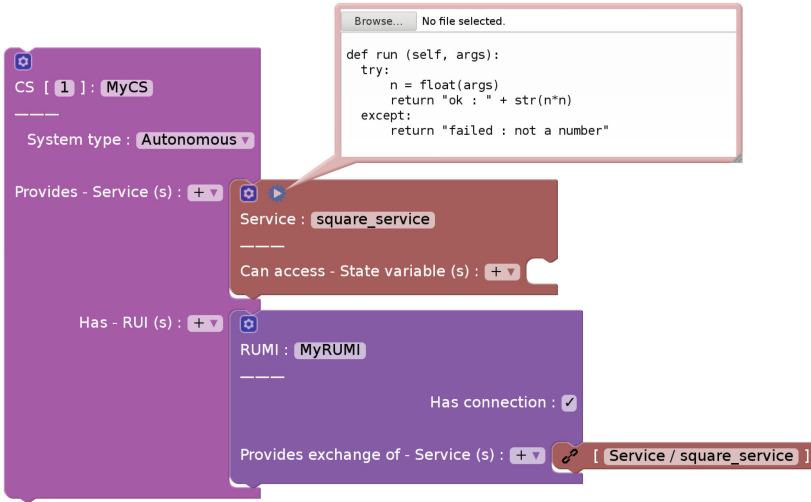 Browse... No file selected.
def run (self, args):
try:
n = float(args)
return "ok : " + str(n*n)
except:
return "failed : not a number"
CS [ 1 ] : MyCS
System type : Autonomous ▾
Provides - Service (s) : + ▾
Service : square_service
Can access - State variable (s) : + ▾
Has - RUI (s) : + ▾
RUMI : MyRUMI
Has connection : ✓
Provides exchange of - Service (s) : + ▾ [ Service / square_service ]